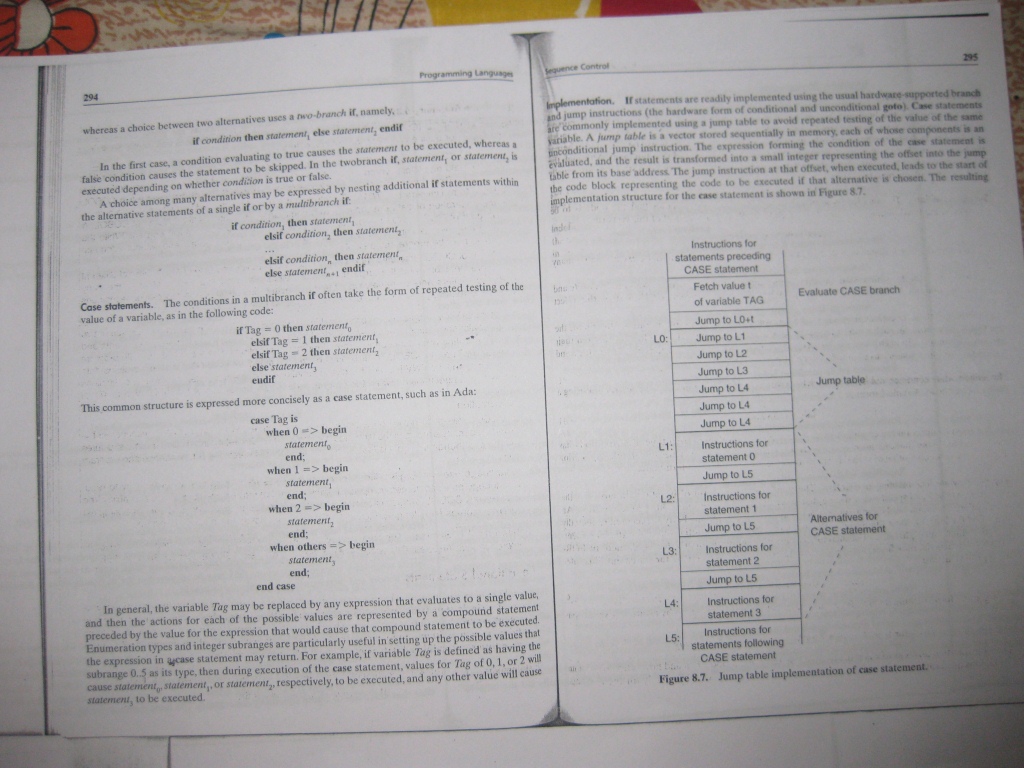 294
Programming Languages
whereas a choice between two alternatives uses a two-branch if, namely,
if condition then statement₁ else statement₂ endif
In the first case, a condition evaluating to true causes the statement to be executed, whereas a
false condition causes the statement to be skipped. In the twobranch if, statement₁ or statement₂ is
executed depending on whether condition is true or false.
A choice among many alternatives may be expressed by nesting additional if statements within
the alternative statements of a single if or by a multibranch if:
if condition₁ then statement₁
elsif condition₂ then statement₂
...
elsif conditionₙ then statementₙ
else statementₙ₊₁ endif
Case statements. The conditions in a multibranch if often take the form of repeated testing of the
value of a variable, as in the following code:
if Tag = 0 then statement₀
elsif Tag = 1 then statement₁
elsif Tag = 2 then statement₂
else statement₃
endif
This common structure is expressed more concisely as a case statement, such as in Ada:
case Tag is
when 0 => begin
statement₀
end;
when 1 => begin
statement₁
end;
when 2 => begin
statement₂
end;
when others => begin
statement₃
end;
end case
In general, the variable Tag may be replaced by any expression that evaluates to a single value,
and then the actions for each of the possible values are represented by a compound statement
preceded by the value for the expression that would cause that compound statement to be executed.
Enumeration types and integer subranges are particularly useful in setting up the possible values that
the expression in a case statement may return. For example, if variable Tag is defined as having the
subrange 0..5 as its type, then during execution of the case statement, values for Tag of 0, 1, or 2 will
cause statement₀, statement₁, or statement₂, respectively, to be executed, and any other value will cause
statement₃ to be executed.
Sequence Control
295
Implementation. If statements are readily implemented using the usual hardware-supported branch
and jump instructions (the hardware form of conditional and unconditional goto). Case statements
are commonly implemented using a jump table to avoid repeated testing of the value of the same
variable. A jump table is a vector stored sequentially in memory, each of whose components is an
unconditional jump instruction. The expression forming the condition of the case statement is
evaluated, and the result is transformed into a small integer representing the offset into the jump
table from its base address. The jump instruction at that offset, when executed, leads to the start of
the code block representing the code to be executed if that alternative is chosen. The resulting
implementation structure for the case statement is shown in Figure 8.7.
Instructions for
statements preceding
CASE statement
Fetch value t
of variable TAG
Evaluate CASE branch
Jump to L0+t
L0: Jump to L1
Jump to L2
Jump to L3
Jump table
Jump to L4
Jump to L4
Jump to L4
L1: Instructions for
statement 0
Jump to L5
L2: Instructions for
statement 1
Alternatives for
CASE statement
Jump to L5
L3: Instructions for
statement 2
Jump to L5
L4: Instructions for
statement 3
L5: Instructions for
statements following
CASE statement
Figure 8.7. Jump table implementation of case statement.